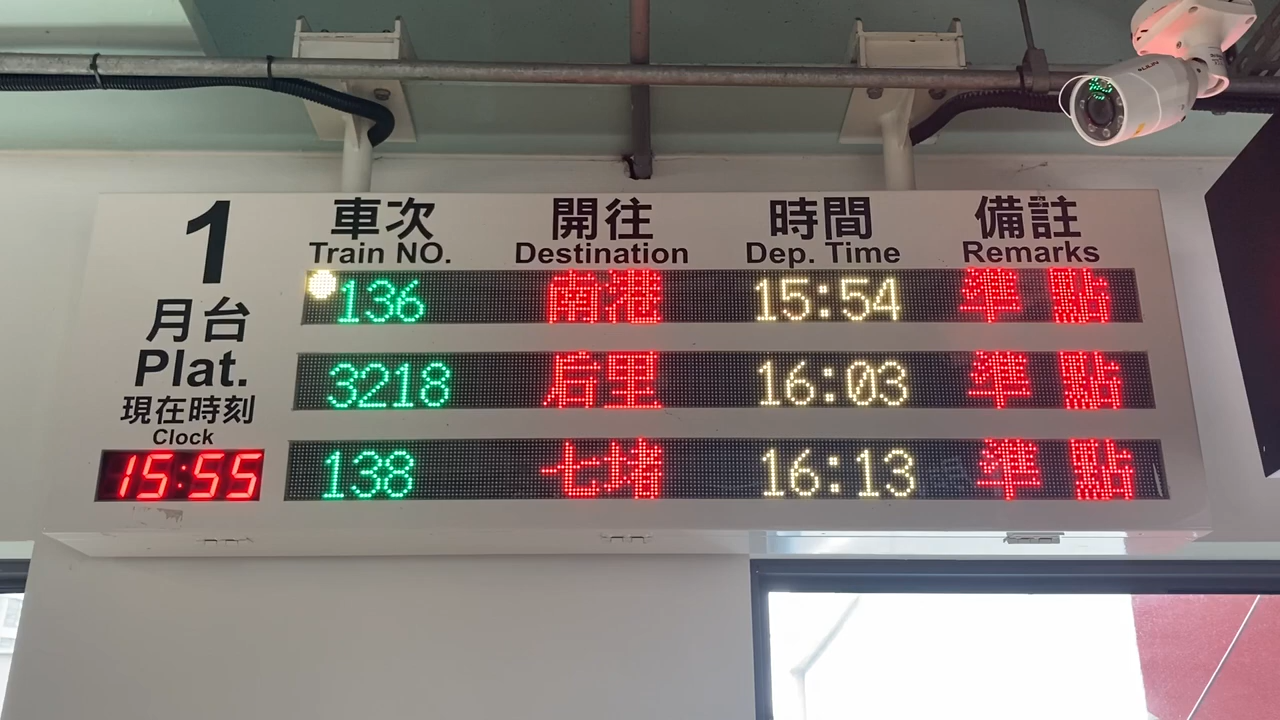 1
月台
Plat.
現在時刻
Clock
15:55
車次 開往 時間 備註
Train NO. Destination Dep. Time Remarks
136 南港 15:54 準點
3218 后里 16:03 準點
138 七堵 16:13 準點